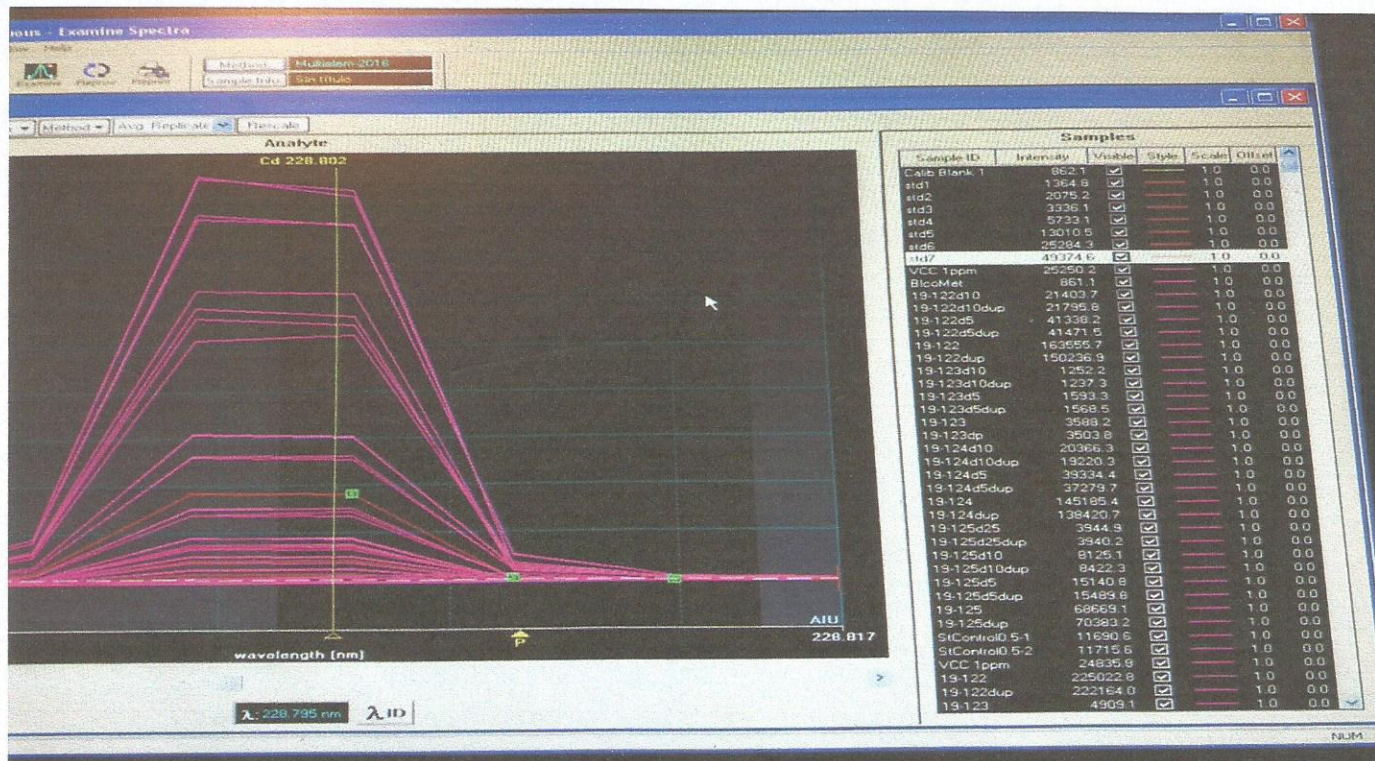 uous - Examine Spectra
Help
Examine
Method
Multielem 2016
Sample Info
Sin título
Method
Avg. Replicate
Rescale
Analyte
Cd 228.802
AIU
P
228.817
wavelength [nm]
λ: 228.795 nm
λ ID
Samples
Sample ID Intensity Visible Style Scale Offset
Calib Blank 1 862.1 1.0 0.0
std1 1364.8 1.0 0.0
std2 2075.2 1.0 0.0
std3 3336.1 1.0 0.0
std4 5733.1 1.0 0.0
std5 13010.5 1.0 0.0
std6 25284.3 1.0 0.0
std7 49374.6 1.0 0.0
VCC 1ppm 25250.2 1.0 0.0
BlcoMet 861.1 1.0 0.0
19-122d10 21403.7 1.0 0.0
19-122d10dup 21795.8 1.0 0.0
19-122d5 41338.2 1.0 0.0
19-122d5dup 41471.5 1.0 0.0
19-122 163555.7 1.0 0.0
19-122dup 150236.9 1.0 0.0
19-123d10 1252.2 1.0 0.0
19-123d10dup 1237.3 1.0 0.0
19-123d5 1593.3 1.0 0.0
19-123d5dup 1568.5 1.0 0.0
19-123 3588.2 1.0 0.0
19-123dp 3503.8 1.0 0.0
19-124d10 20366.3 1.0 0.0
19-124d10dup 19220.3 1.0 0.0
19-124d5 39334.4 1.0 0.0
19-124d5dup 37279.7 1.0 0.0
19-124 145185.4 1.0 0.0
19-124dup 138420.7 1.0 0.0
19-125d25 3944.9 1.0 0.0
19-125d25dup 3940.2 1.0 0.0
19-125d10 8125.1 1.0 0.0
19-125d10dup 8422.3 1.0 0.0
19-125d5 15140.8 1.0 0.0
19-125d5dup 15489.8 1.0 0.0
19-125 68669.1 1.0 0.0
19-125dup 70383.2 1.0 0.0
StControl0.5-1 11690.6 1.0 0.0
StControl0.5-2 11715.6 1.0 0.0
VCC 1ppm 24835.9 1.0 0.0
19-122 225022.8 1.0 0.0
19-122dup 222164.0 1.0 0.0
19-123 4909.1 1.0 0.0
NUM